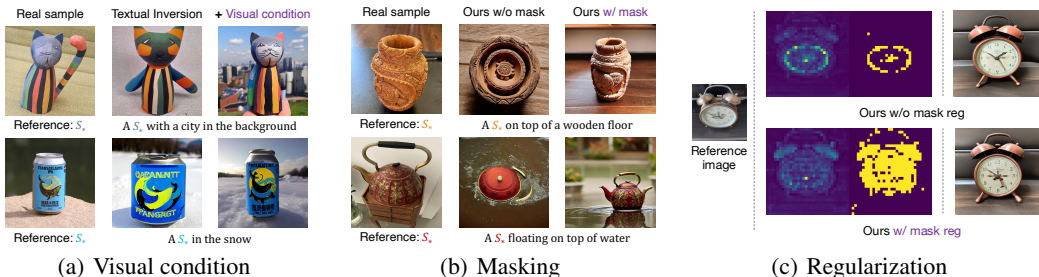 Real sample Textual Inversion + Visual condition
Reference: S* A S* with a city in the background
Reference: S* A S* in the snow
(a) Visual condition
Real sample Ours w/o mask Ours w/ mask
Reference: S* A S* on top of a wooden floor
Reference: S* A S* floating on top of water
(b) Masking
Reference
image
Ours w/o mask reg
Ours w/ mask reg
(c) Regularization